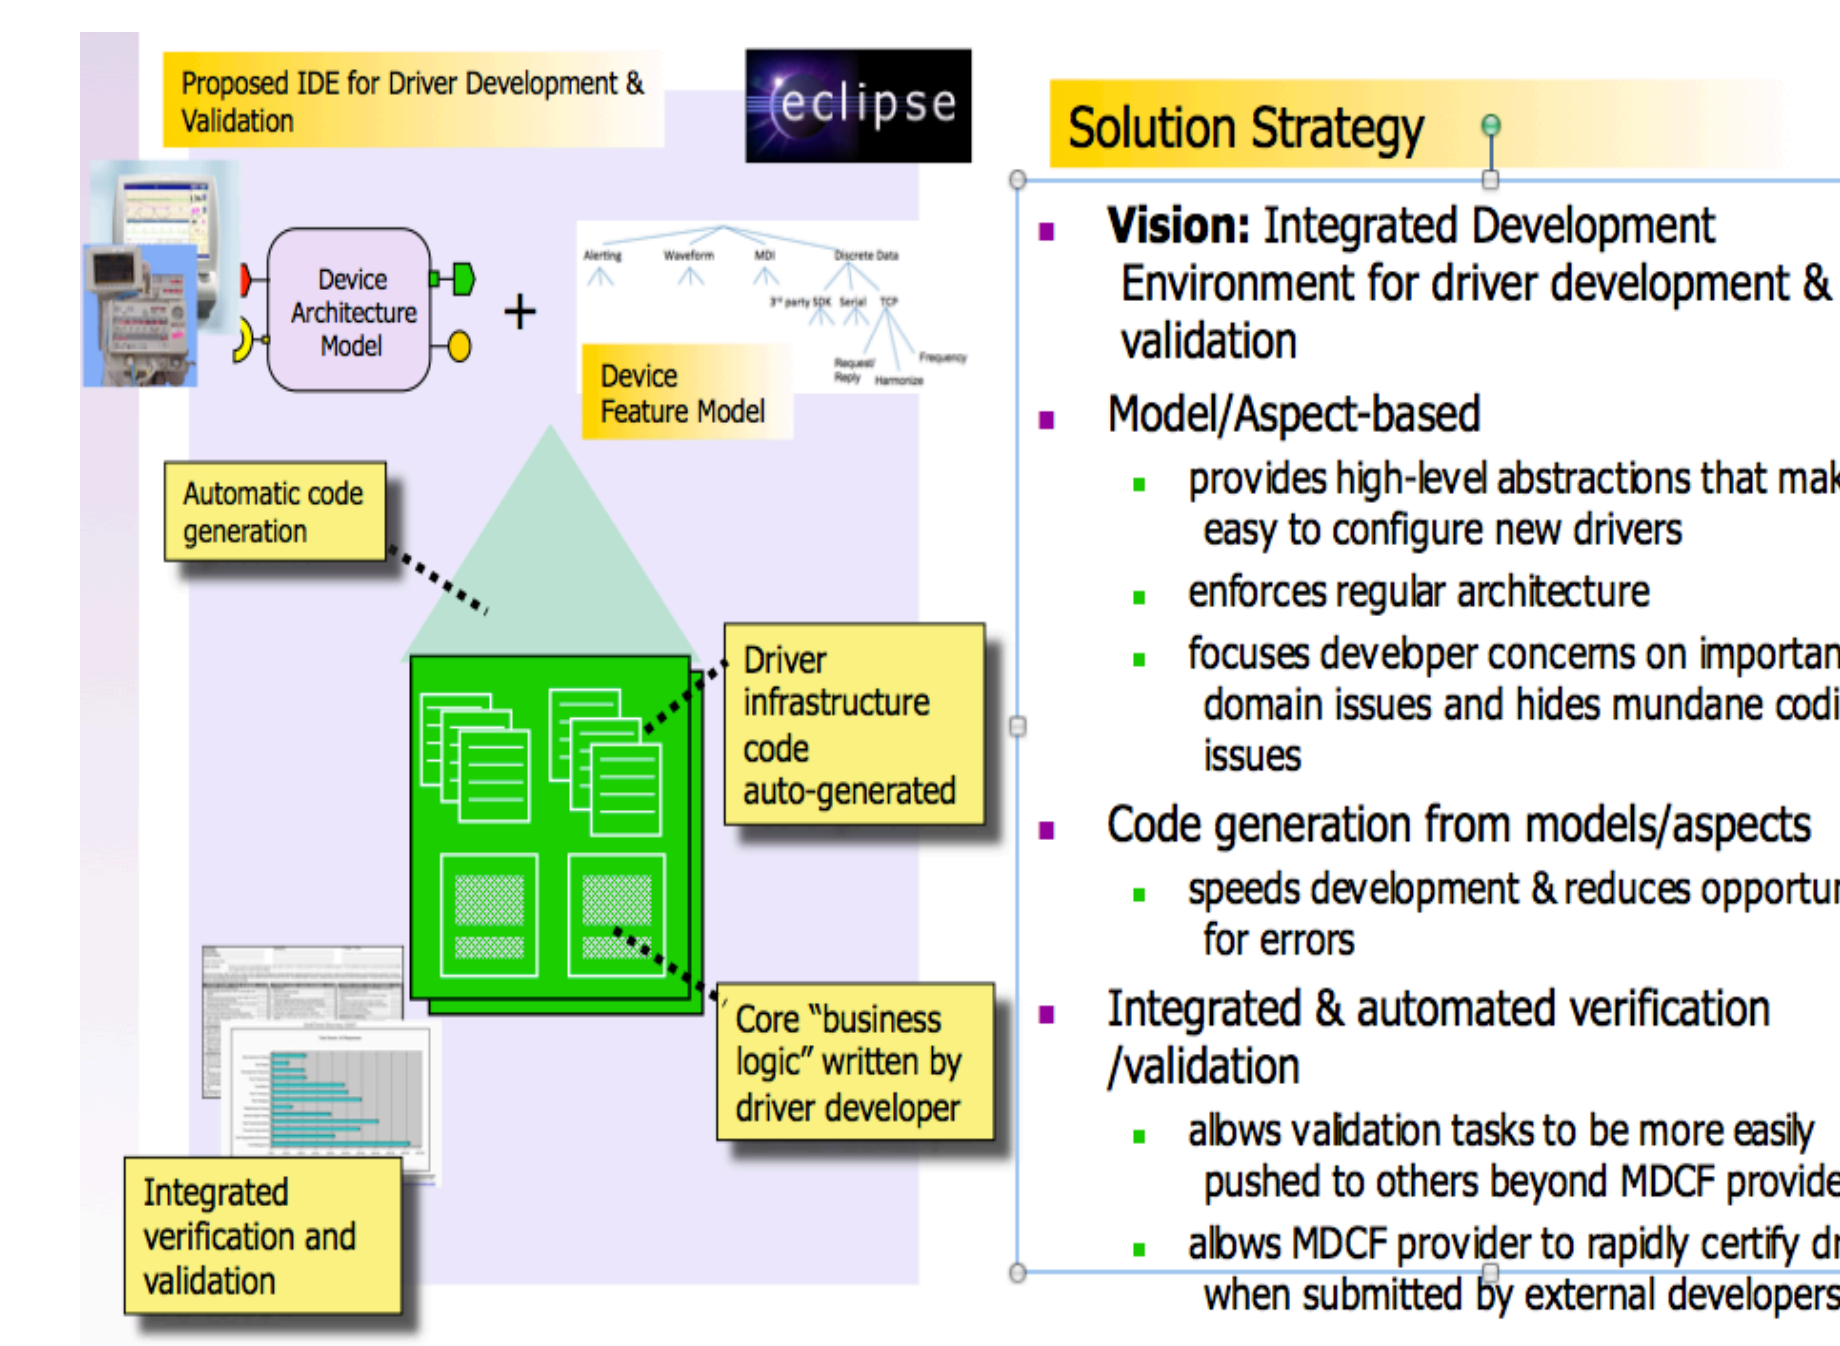 Proposed IDE for Driver Development &
Validation
eclipse
Device
Architecture
Model
+
Alerting
Waveform
MDI
Discrete Data
3rd party SDK
Serial
TCP
Request/
Reply
Harmonize
Frequency
Device
Feature Model
Automatic code
generation
Driver
infrastructure
code
auto-generated
Core “business
logic” written by
driver developer
Integrated
verification and
validation
Solution Strategy
Vision: Integrated Development
Environment for driver development &
validation
Model/Aspect-based
provides high-level abstractions that mak
easy to configure new drivers
enforces regular architecture
focuses developer concerns on importan
domain issues and hides mundane codi
issues
Code generation from models/aspects
speeds development & reduces opportun
for errors
Integrated & automated verification
/validation
allows validation tasks to be more easily
pushed to others beyond MDCF provide
allows MDCF provider to rapidly certify dr
when submitted by external developers